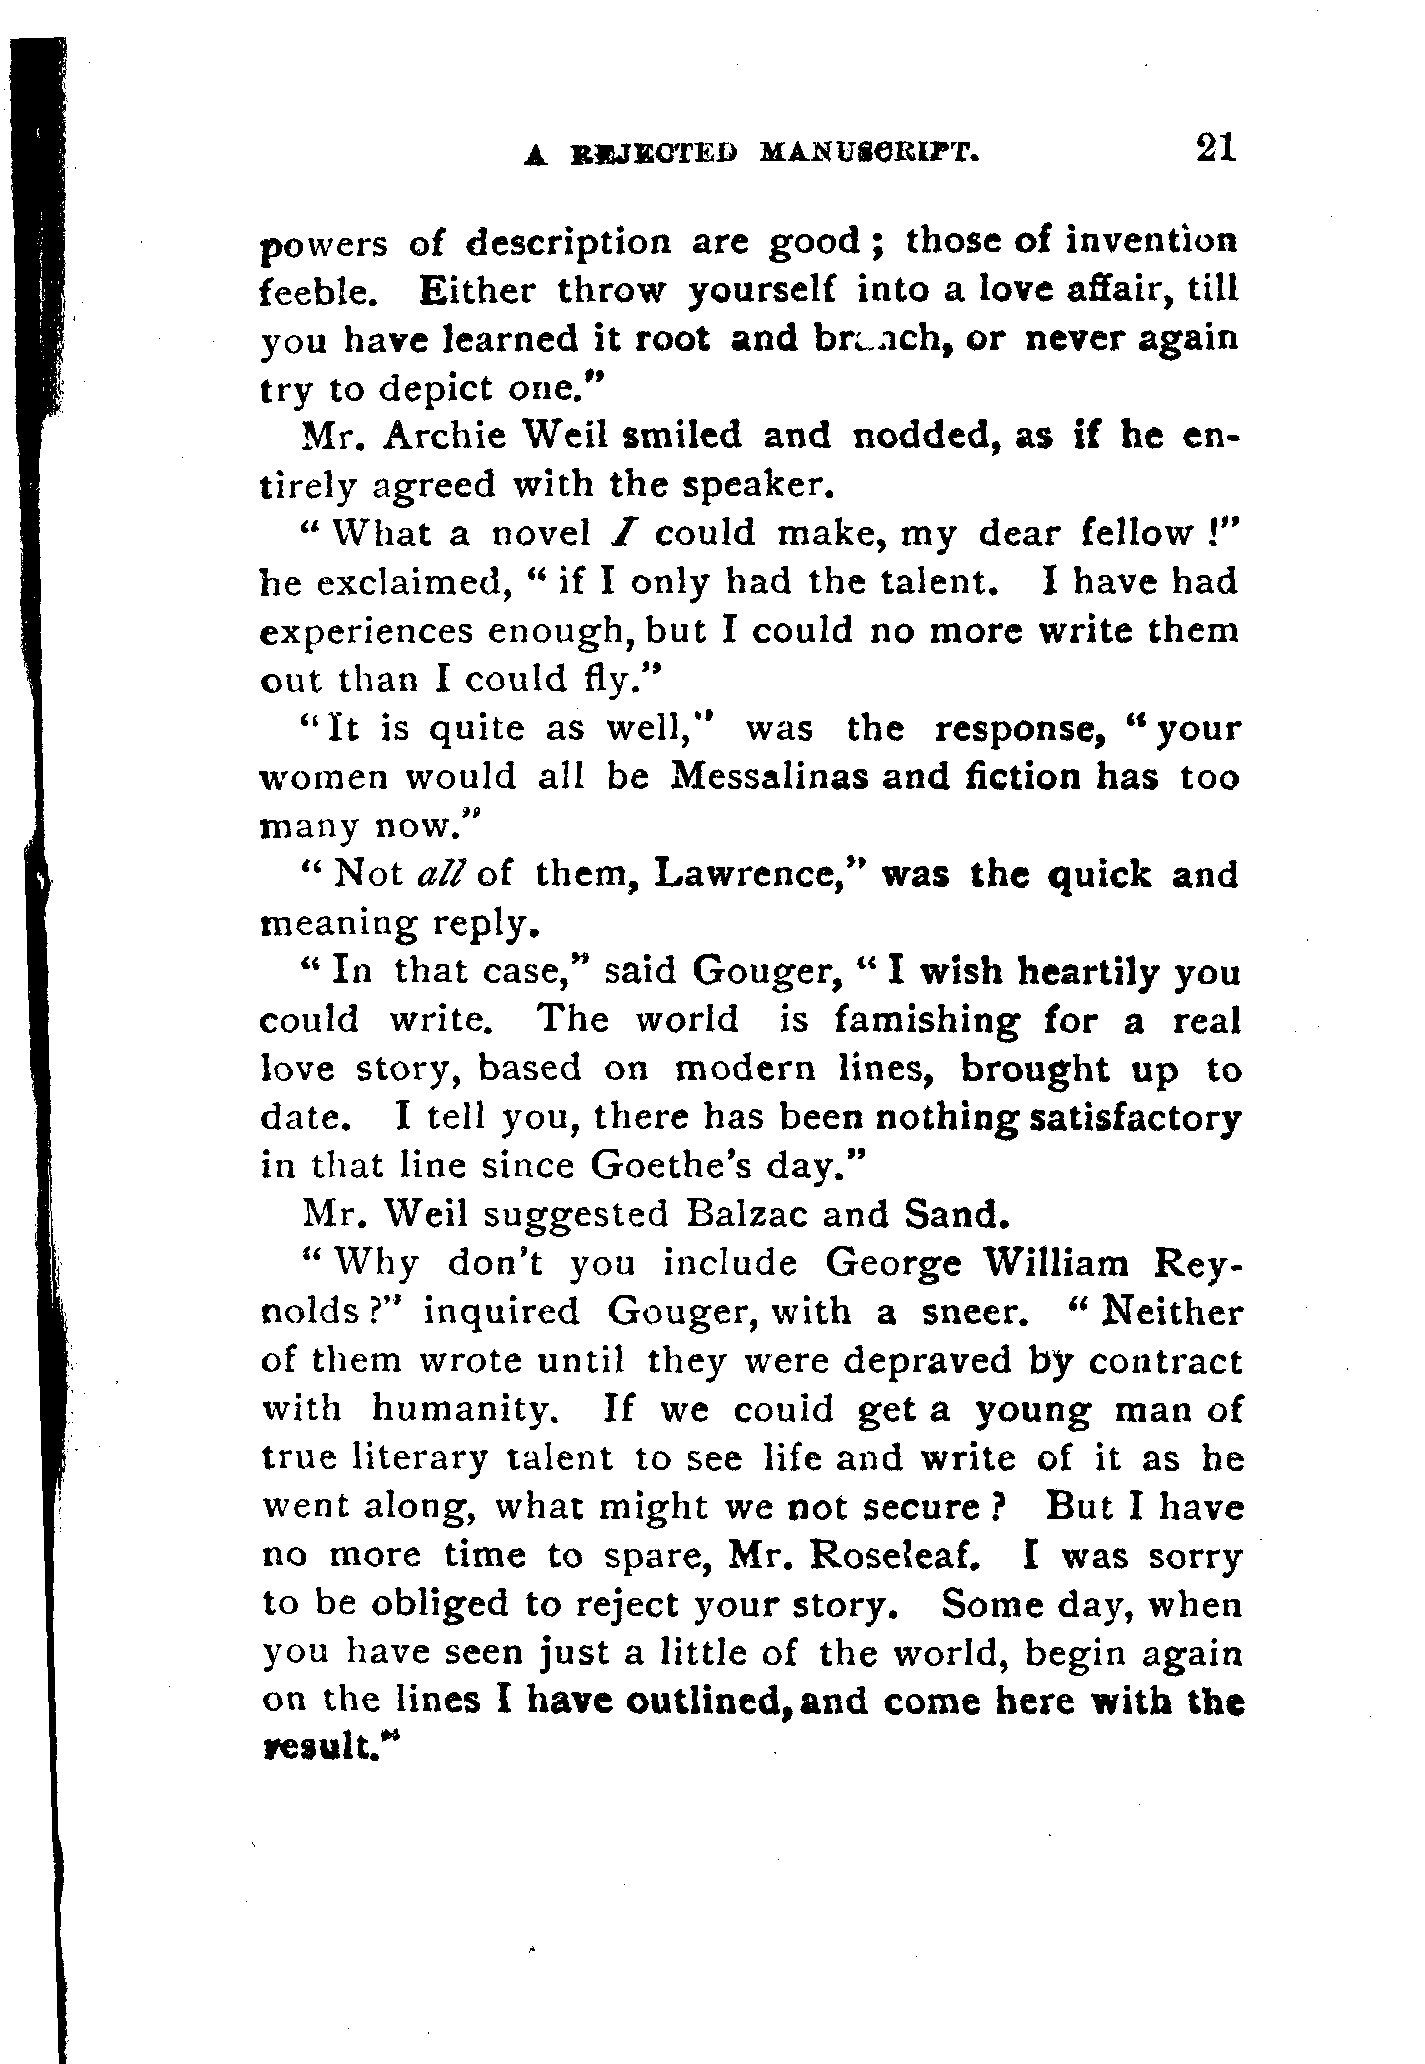 A REJECTED MANUSCRIPT. 21
powers of description are good ; those of invention
feeble. Either throw yourself into a love affair, till
you have learned it root and branch, or never again
try to depict one."
Mr. Archie Weil smiled and nodded, as if he en-
tirely agreed with the speaker.
" What a novel I could make, my dear fellow !"
he exclaimed, " if I only had the talent. I have had
experiences enough, but I could no more write them
out than I could fly."
" It is quite as well," was the response, " your
women would all be Messalinas and fiction has too
many now."
" Not all of them, Lawrence," was the quick and
meaning reply.
" In that case," said Gouger, " I wish heartily you
could write. The world is famishing for a real
love story, based on modern lines, brought up to
date. I tell you, there has been nothing satisfactory
in that line since Goethe's day."
Mr. Weil suggested Balzac and Sand.
" Why don't you include George William Rey-
nolds ?" inquired Gouger, with a sneer. " Neither
of them wrote until they were depraved by contract
with humanity. If we could get a young man of
true literary talent to see life and write of it as he
went along, what might we not secure ? But I have
no more time to spare, Mr. Roseleaf. I was sorry
to be obliged to reject your story. Some day, when
you have seen just a little of the world, begin again
on the lines I have outlined, and come here with the
result."